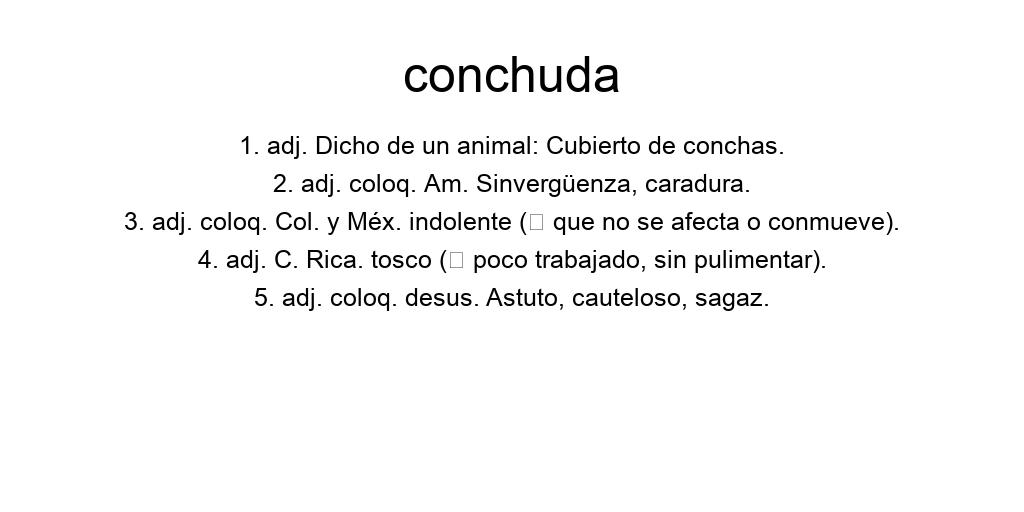 conchuda
1. adj. Dicho de un animal: Cubierto de conchas.
2. adj. coloq. Am. Sinvergüenza, caradura.
3. adj. coloq. Col. y Méx. indolente (□ que no se afecta o conmueve).
4. adj. C. Rica. tosco (□ poco trabajado, sin pulimentar).
5. adj. coloq. desus. Astuto, cauteloso, sagaz.